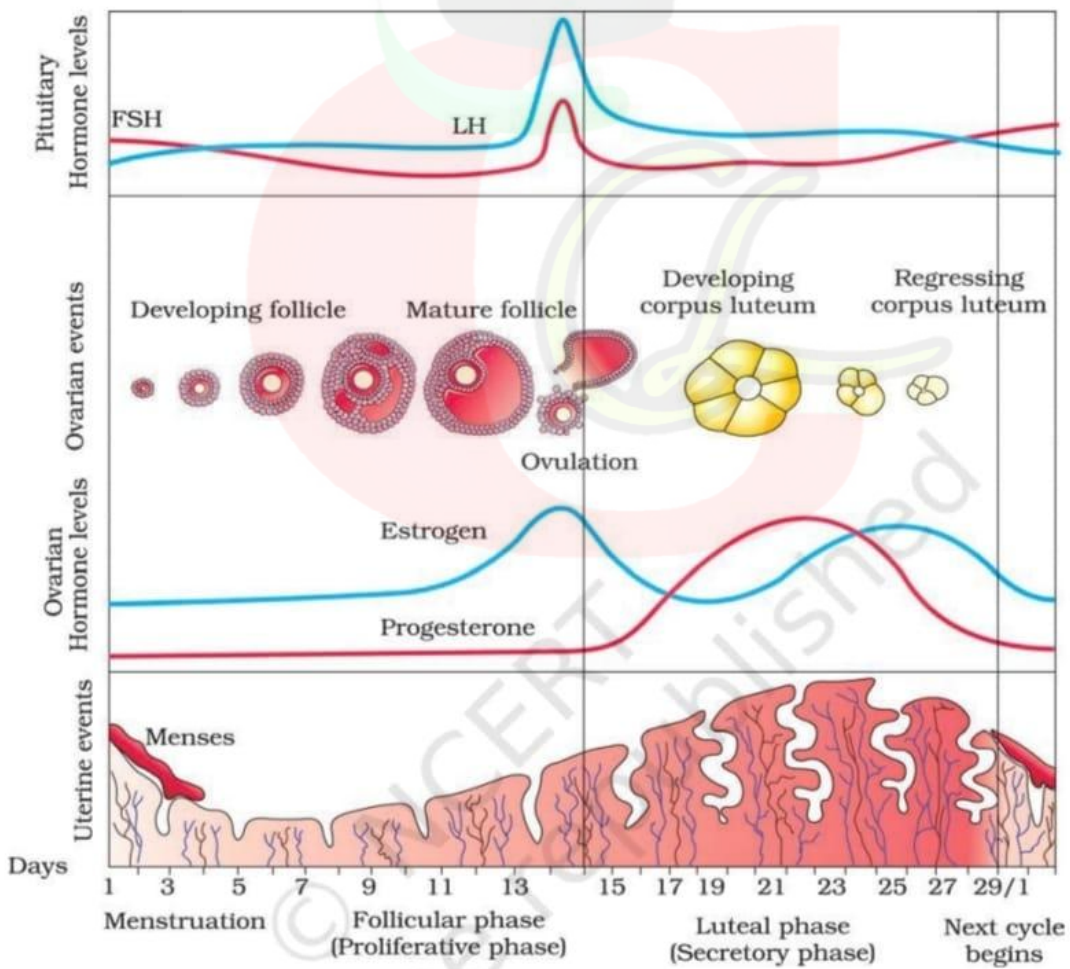 Pituitary
Hormone levels
FSH
LH
Ovarian events
Developing follicle
Mature follicle
Developing
corpus luteum
Regressing
corpus luteum
Ovulation
Ovarian
Hormone levels
Estrogen
Progesterone
Uterine events
Menses
Days
1 3 5 7 9 11 13 15 17 19 21 23 25 27 29/1
Menstruation
Follicular phase
(Proliferative phase)
Luteal phase
(Secretory phase)
Next cycle
begins
© NCERT
republished